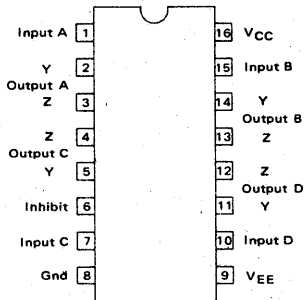 Input A 1
16 VCC
Y 2
15 Input B
Output A
Z 3
14 Y
Output B
Z 4
13 Z
Output C
Y 5
12 Z
Output D
Inhibit 6
11 Y
Input C 7
10 Input D
Gnd 8
9 VEE